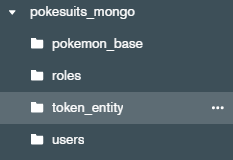 pokesuits_mongo
pokemon_base
roles
token_entity
users